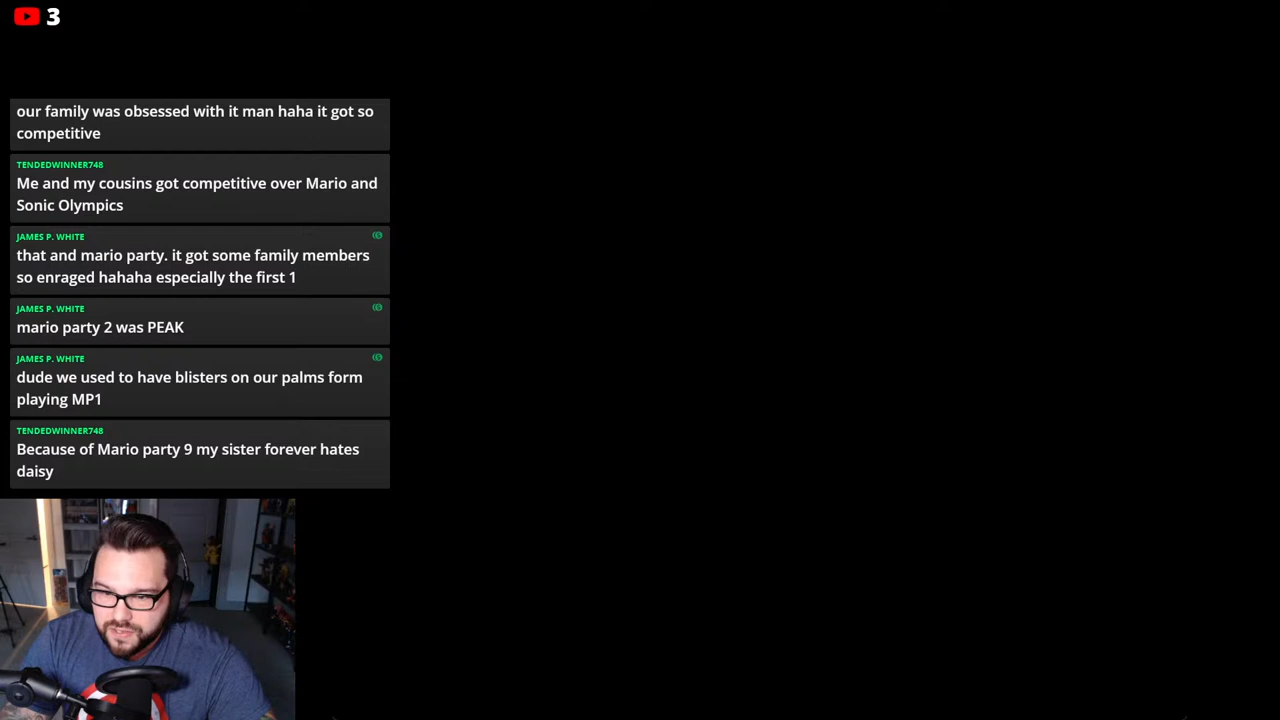 3
our family was obsessed with it man haha it got so
competitive
TENDEDWINNER748
Me and my cousins got competitive over Mario and
Sonic Olympics
JAMES P. WHITE
that and mario party. it got some family members
so enraged hahaha especially the first 1
JAMES P. WHITE
mario party 2 was PEAK
JAMES P. WHITE
dude we used to have blisters on our palms form
playing MP1
TENDEDWINNER748
Because of Mario party 9 my sister forever hates
daisy